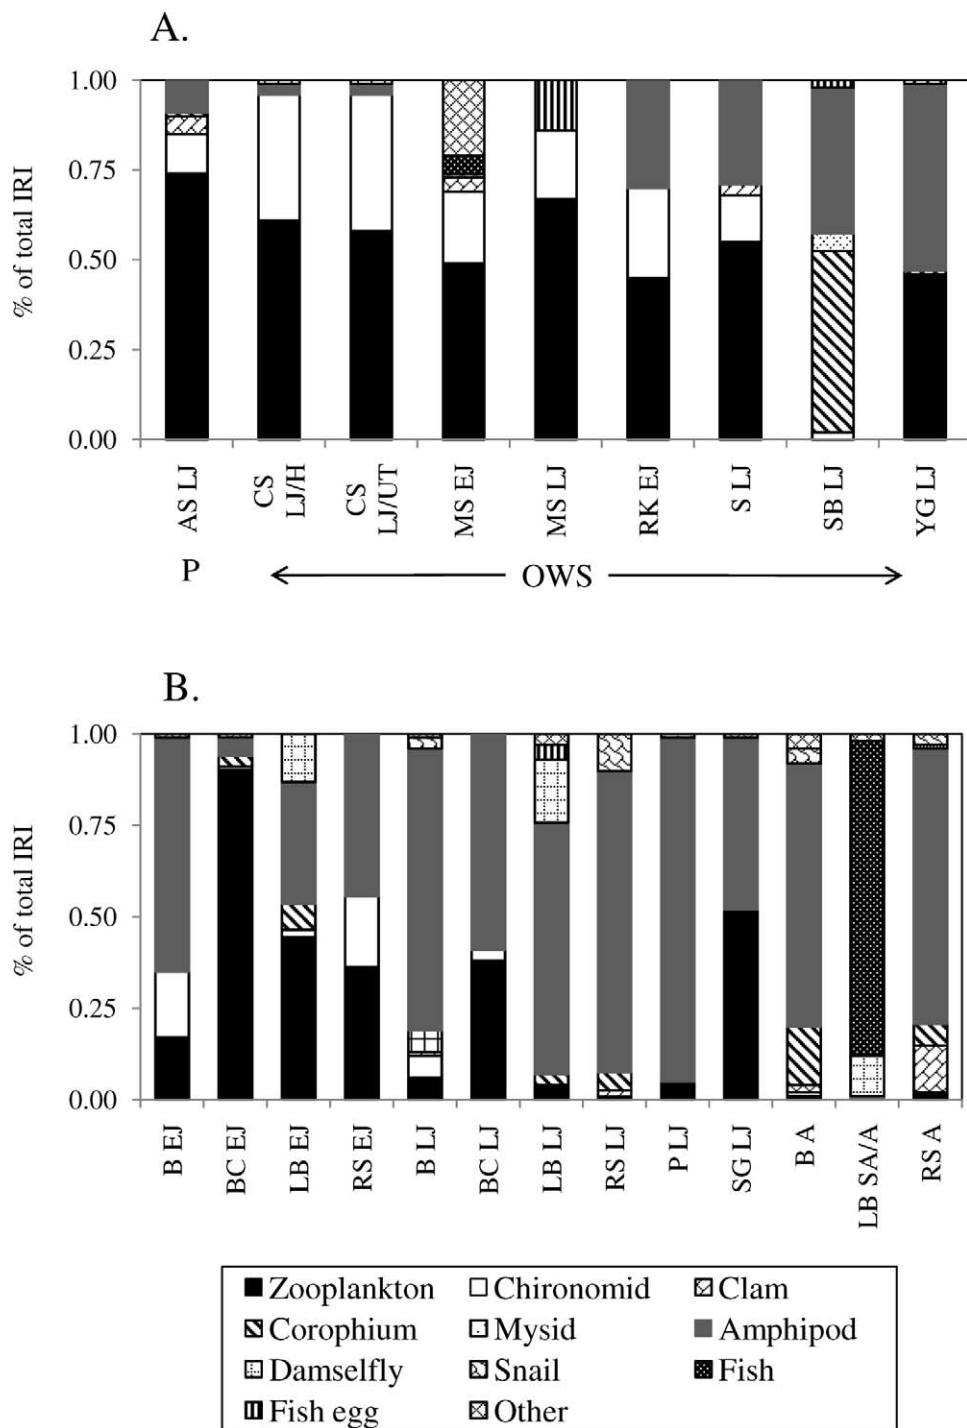 A.
% of total IRI
1.00
0.75
0.50
0.25
0.00
AS LJ
CS LJ/H
CS LJ/UT
MS EJ
MS LJ
RK EJ
S LJ
SB LJ
YG LJ
P
OWS
B.
% of total IRI
1.00
0.75
0.50
0.25
0.00
B EJ
BC EJ
LB EJ
RS EJ
B LJ
BC LJ
LB LJ
RS LJ
P LJ
SG LJ
B A
LB SA/A
RS A
Zooplankton Chironomid Clam
Corophium Mysid Amphipod
Damselfly Snail Fish
Fish egg Other